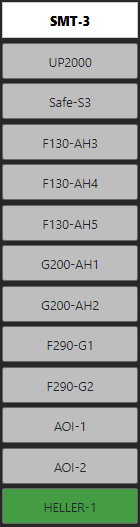 SMT-3
UP2000
Safe-S3
F130-AH3
F130-AH4
F130-AH5
G200-AH1
G200-AH2
F290-G1
F290-G2
AOI-1
AOI-2
HELLER-1